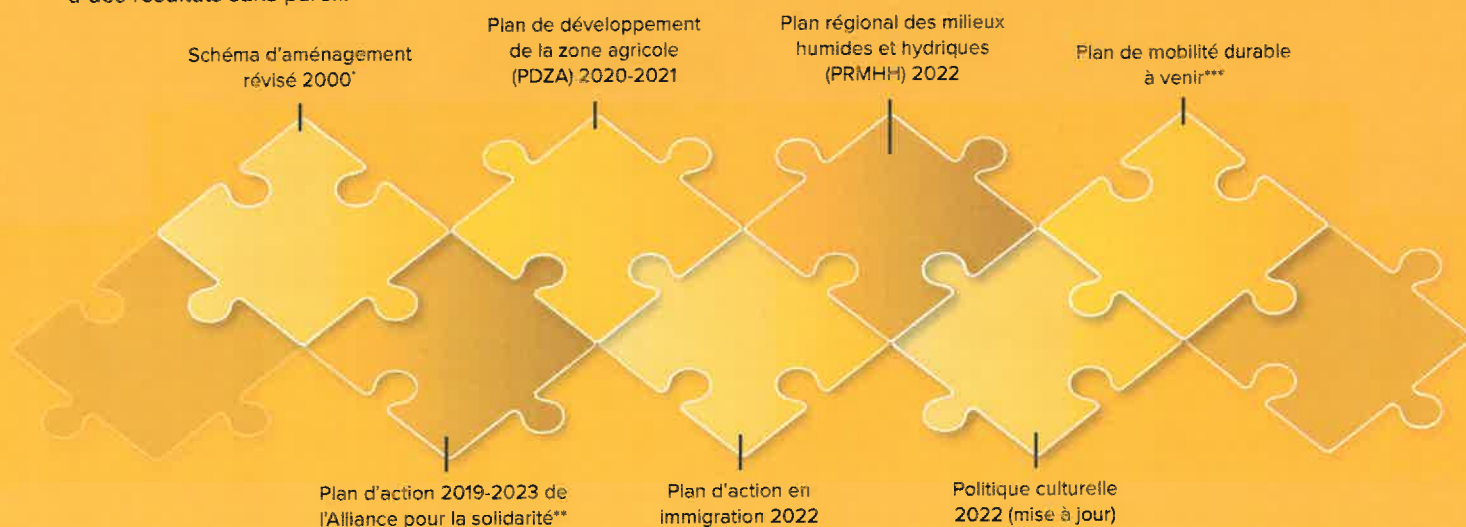 Schéma d'aménagement
révisé 2000*
Plan de développement
de la zone agricole
(PDZA) 2020-2021
Plan régional des milieux
humides et hydriques
(PRMHH) 2022
Plan de mobilité durable
à venir***
Plan d'action 2019-2023 de
l'Alliance pour la solidarité**
Plan d'action en
immigration 2022
Politique culturelle
2022 (mise à jour)